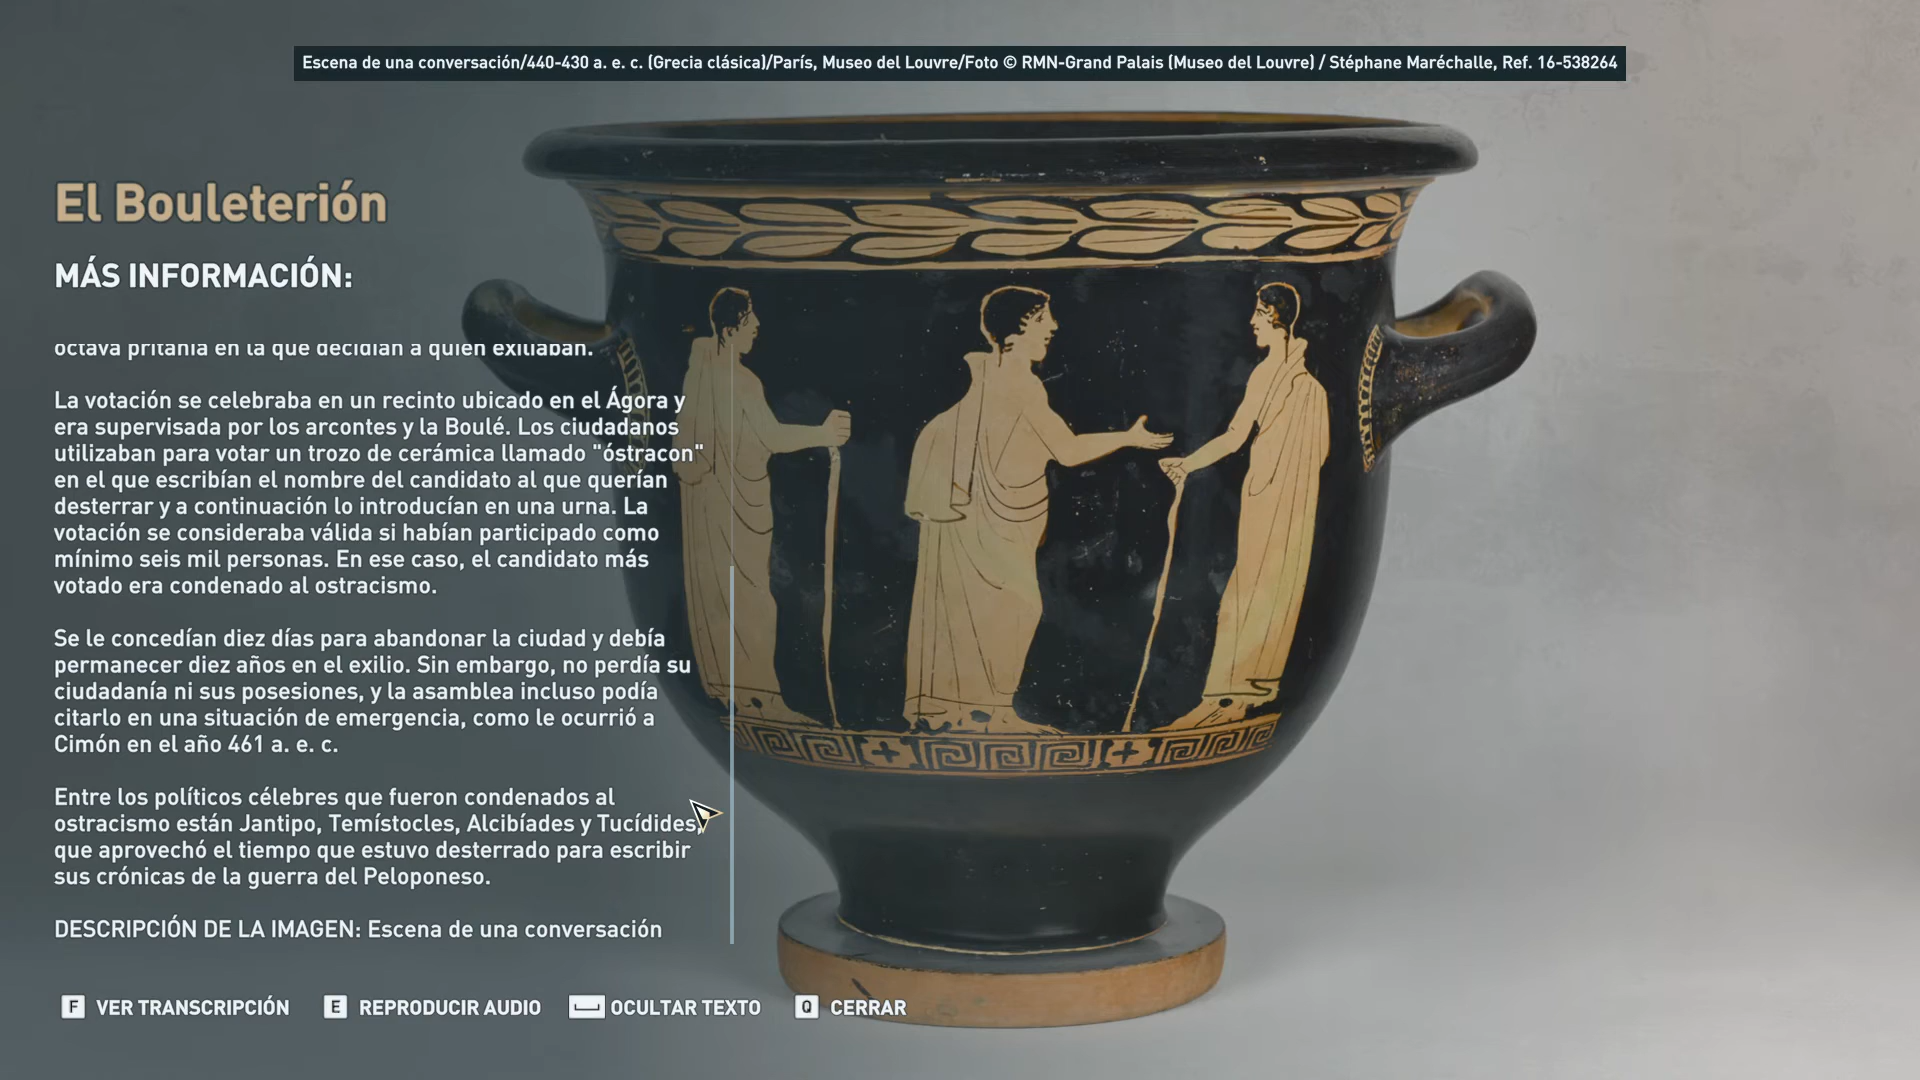 Escena de una conversación/440-430 a. e. c. (Grecia clásica)/París, Museo del Louvre/Foto © RMN-Grand Palais (Museo del Louvre) / Stéphane Maréchalle, Ref. 16-538264
El Bouleterión
MÁS INFORMACIÓN:
octava pritanía en la que decidían a quién exiliaban.
La votación se celebraba en un recinto ubicado en el Ágora y
era supervisada por los arcontes y la Boulé. Los ciudadanos
utilizaban para votar un trozo de cerámica llamado "óstracon"
en el que escribían el nombre del candidato al que querían
desterrar y a continuación lo introducían en una urna. La
votación se consideraba válida si habían participado como
mínimo seis mil personas. En ese caso, el candidato más
votado era condenado al ostracismo.
Se le concedían diez días para abandonar la ciudad y debía
permanecer diez años en el exilio. Sin embargo, no perdía su
ciudadanía ni sus posesiones, y la asamblea incluso podía
citarlo en una situación de emergencia, como le ocurrió a
Cimón en el año 461 a. e. c.
Entre los políticos célebres que fueron condenados al
ostracismo están Jantipo, Temístocles, Alcibíades y Tucídides,
que aprovechó el tiempo que estuvo desterrado para escribir
sus crónicas de la guerra del Peloponeso.
DESCRIPCIÓN DE LA IMAGEN: Escena de una conversación
F VER TRANSCRIPCIÓN E REPRODUCIR AUDIO OCULTAR TEXTO Q CERRAR